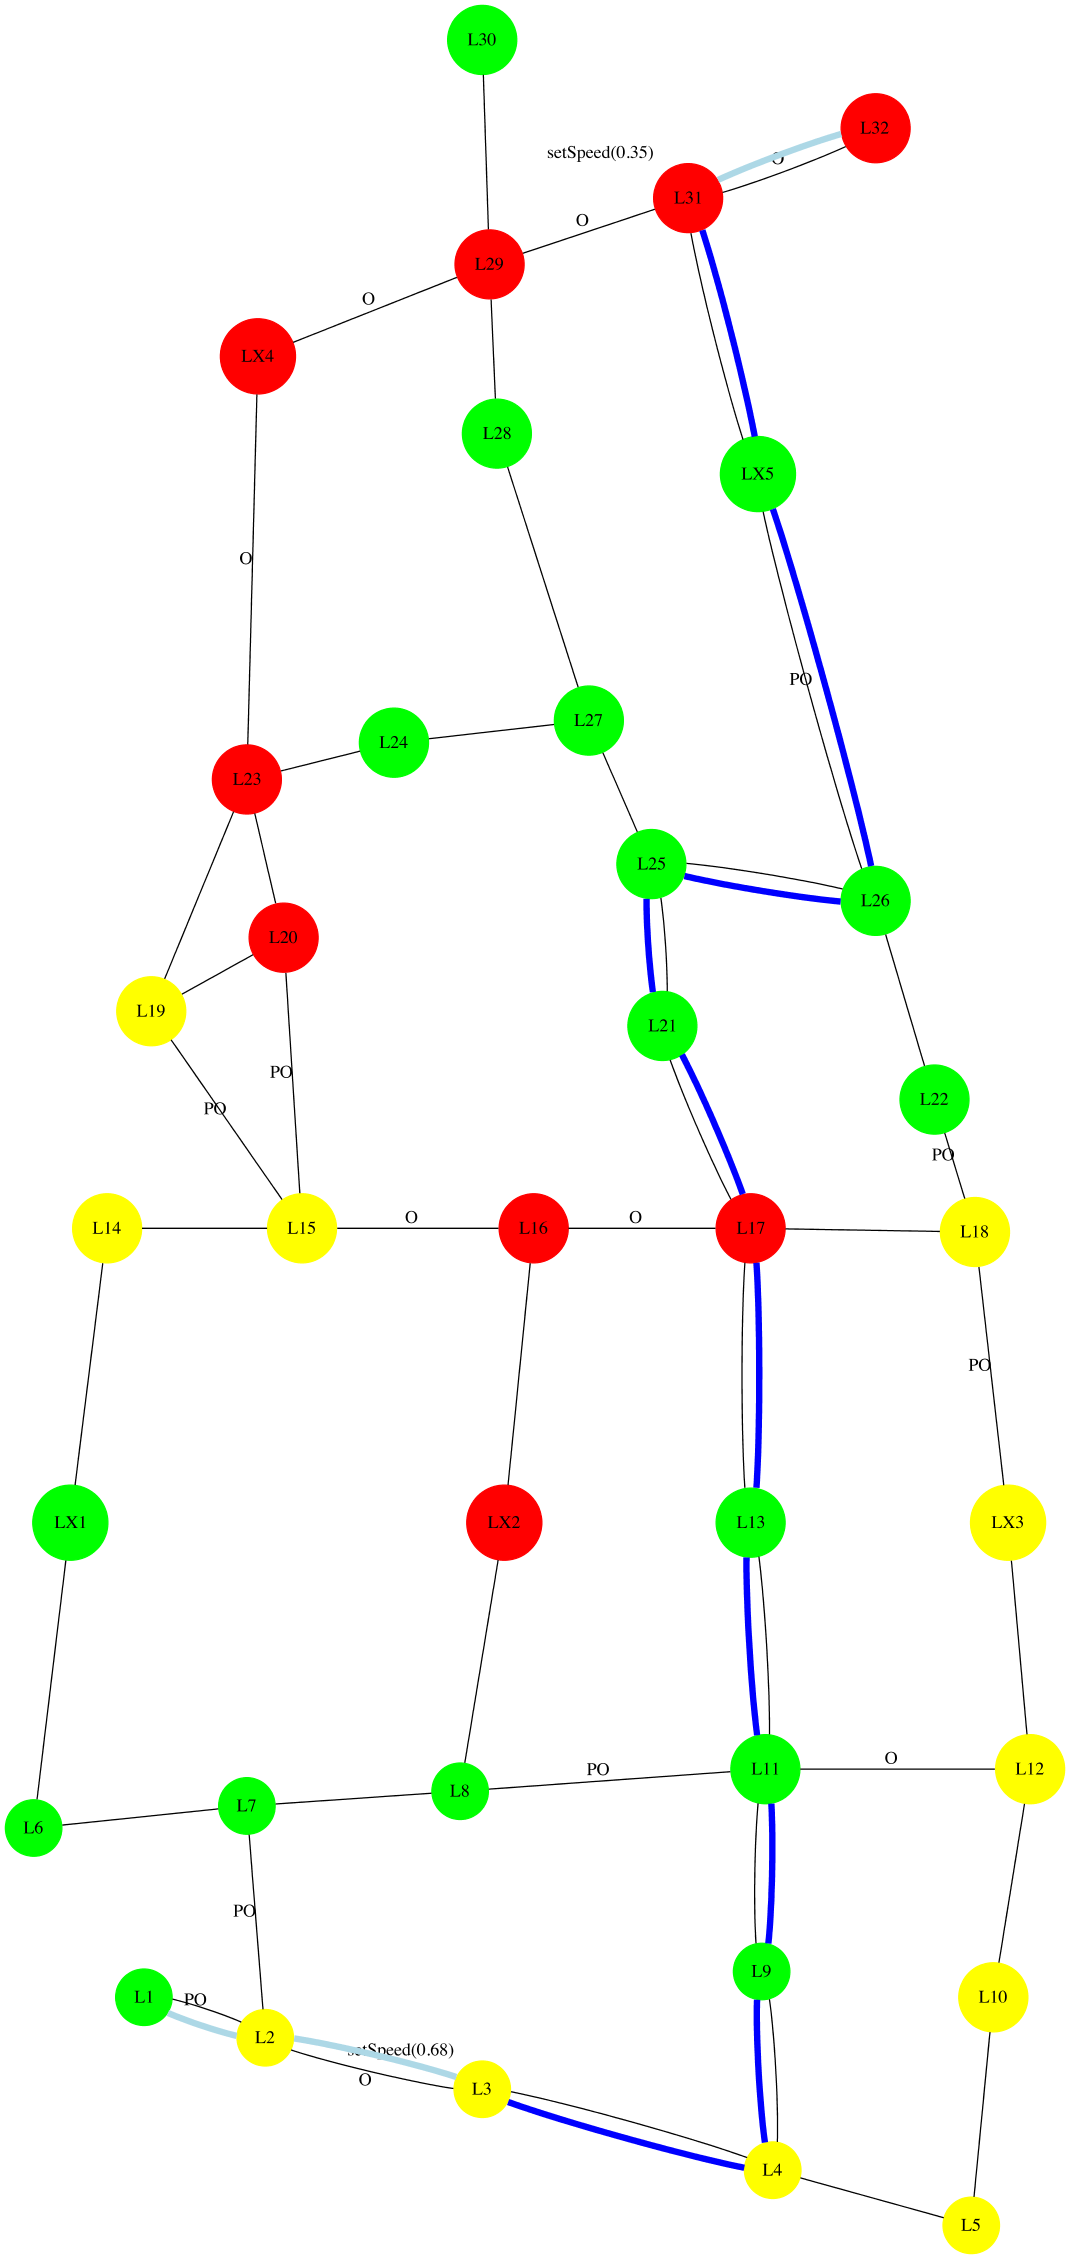 L30
L32
O
setSpeed(0.35)
L31
O
L29
O
LX4
L28
LX5
O
PO
L27
L24
L23
L25
L26
L20
L19
L21
PO
L22
PO
PO
L14
L15
O
L16
O
L17
L18
PO
LX1
LX2
L13
LX3
O
PO
L11
L12
L8
L7
L6
PO
L9
L1
PO
L10
L2
setSpeed(0.68)
O
L3
L4
L5